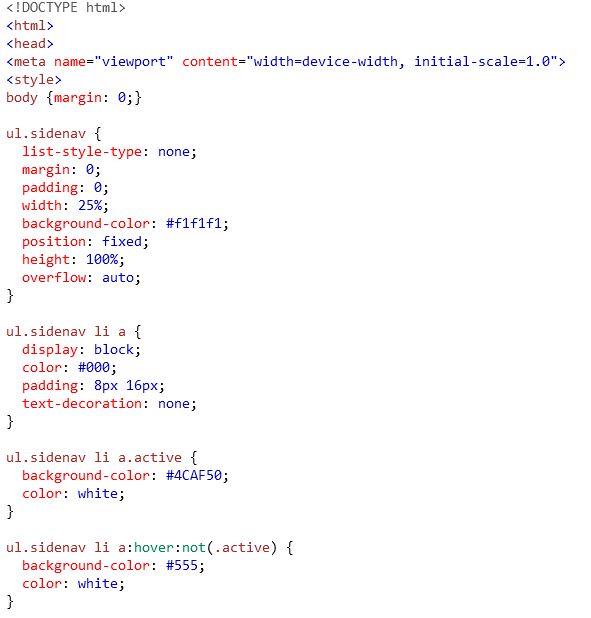 <!DOCTYPE html>
<html>
<head>
<meta name="viewport" content="width=device-width, initial-scale=1.0">
<style>
body {margin: 0;}

ul.sidenav {
  list-style-type: none;
  margin: 0;
  padding: 0;
  width: 25%;
  background-color: #f1f1f1;
  position: fixed;
  height: 100%;
  overflow: auto;
}

ul.sidenav li a {
  display: block;
  color: #000;
  padding: 8px 16px;
  text-decoration: none;
}

ul.sidenav li a.active {
  background-color: #4CAF50;
  color: white;
}

ul.sidenav li a:hover:not(.active) {
  background-color: #555;
  color: white;
}